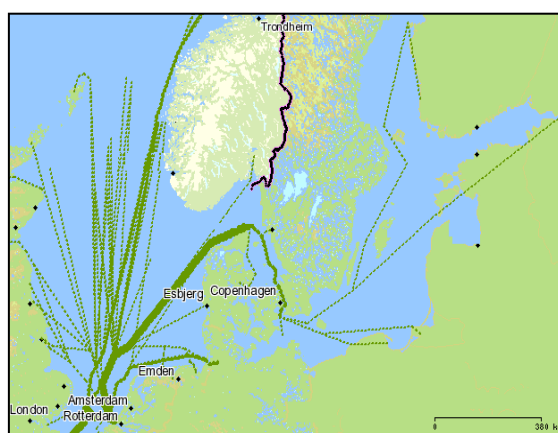 Trondheim
Esbjerg
Copenhagen
Emden
Amsterdam
London
Rotterdam
0 380 k